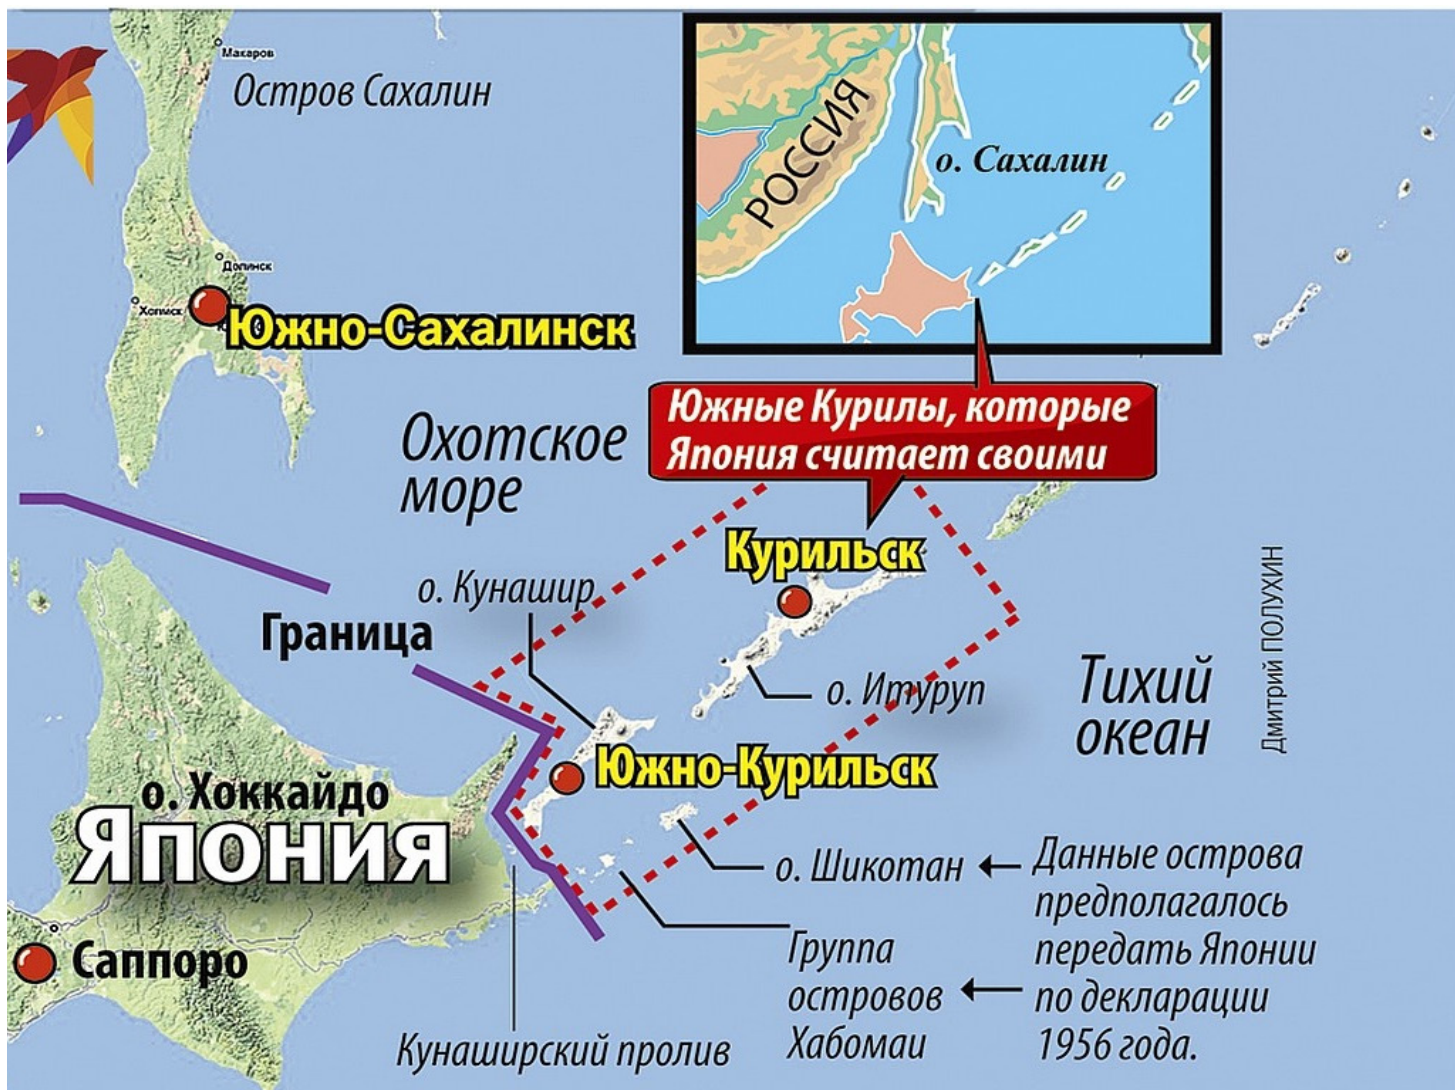 Макаров
Остров Сахалин
РОССИЯ
о. Сахалин
Долинск
Холмск
Южно-Сахалинск
Южные Курилы, которые
Япония считает своими
Охотское
море
Курильск
о. Кунашир
Граница
о. Итуруп
Тихий
океан
Дмитрий ПОЛУХИН
Южно-Курильск
о. Хоккайдо
Япония
о. Шикотан
Данные острова
предполагалось
передать Японии
по декларации
1956 года.
Саппоро
Группа
островов
Хабомаи
Кунаширский пролив